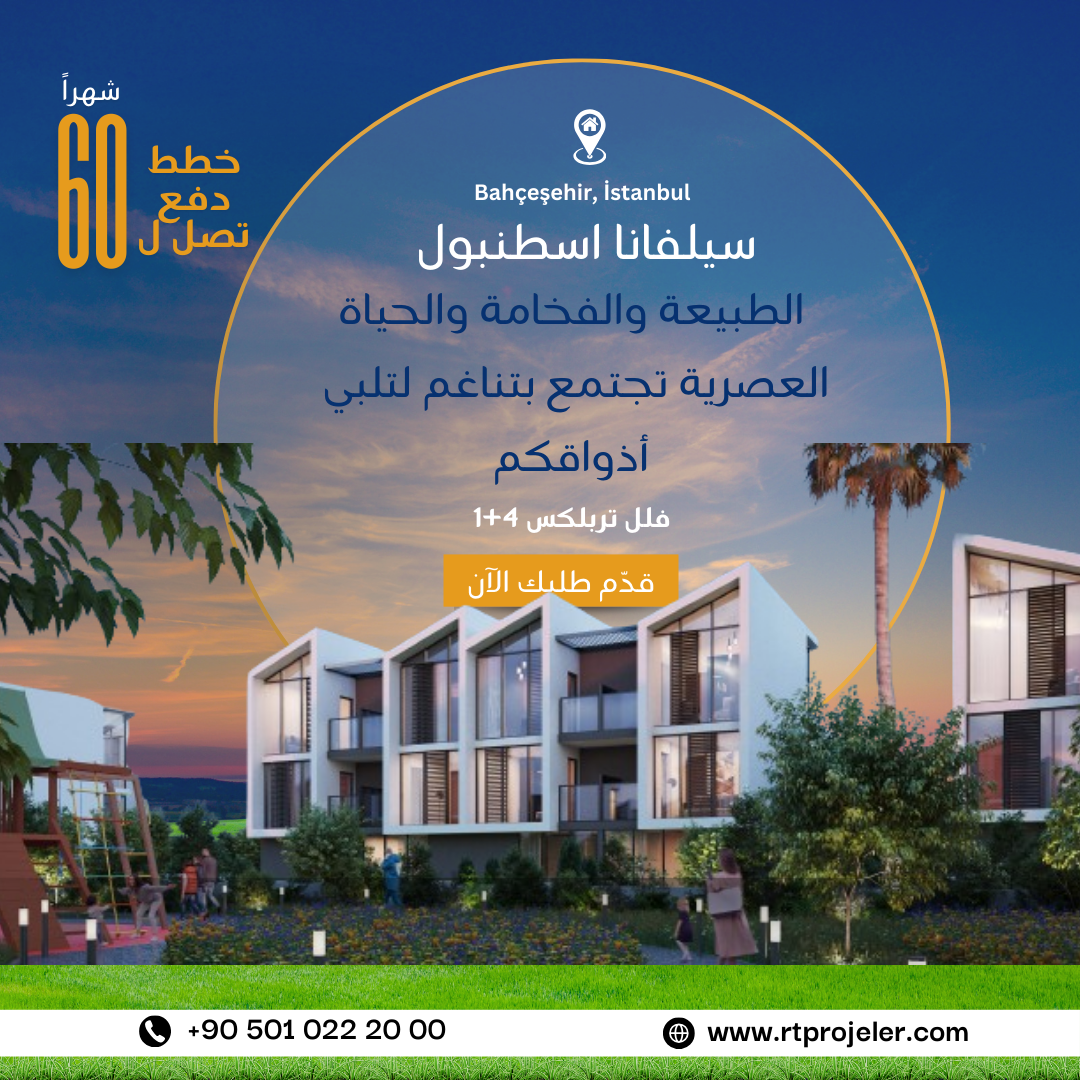 خطط
دفع
تصل ل
60
شهراً
Bahçeşehir, İstanbul
سيلفانا اسطنبول
الطبيعة والفخامة والحياة
العصرية تجتمع بتناغم لتلبي
أذواقكم
فلل تربلكس 4+1
قدّم طلبك الآن
+90 501 022 20 00
www.rtprojeler.com